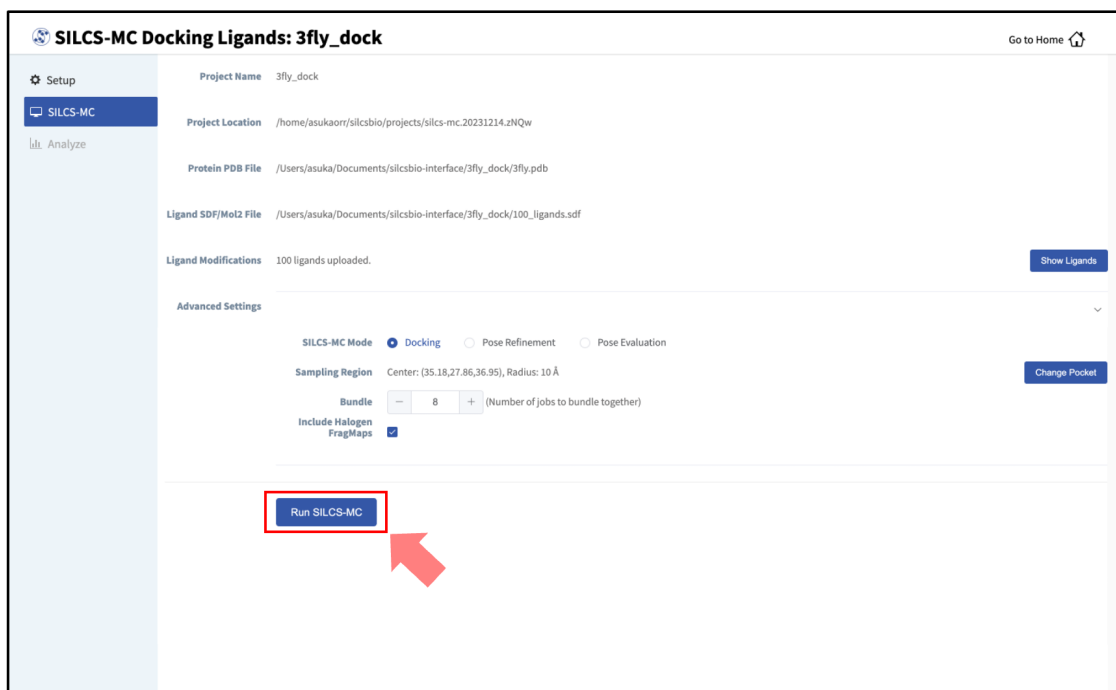 SILCS-MC Docking Ligands: 3fly_dock
Go to Home
Setup
SILCS-MC
Analyze
Project Name 3fly_dock
Project Location /home/asukaorr/silcsbio/projects/silcs-mc.20231214.zNQw
Protein PDB File /Users/asuka/Documents/silcsbio-interface/3fly_dock/3fly.pdb
Ligand SDF/Mol2 File /Users/asuka/Documents/silcsbio-interface/3fly_dock/100_ligands.sdf
Ligand Modifications 100 ligands uploaded. Show Ligands
Advanced Settings
SILCS-MC Mode Docking Pose Refinement Pose Evaluation
Sampling Region Center: (35.18,27.86,36.95), Radius: 10 Å Change Pocket
Bundle − 8 + (Number of jobs to bundle together)
Include Halogen
FragMaps
Run SILCS-MC